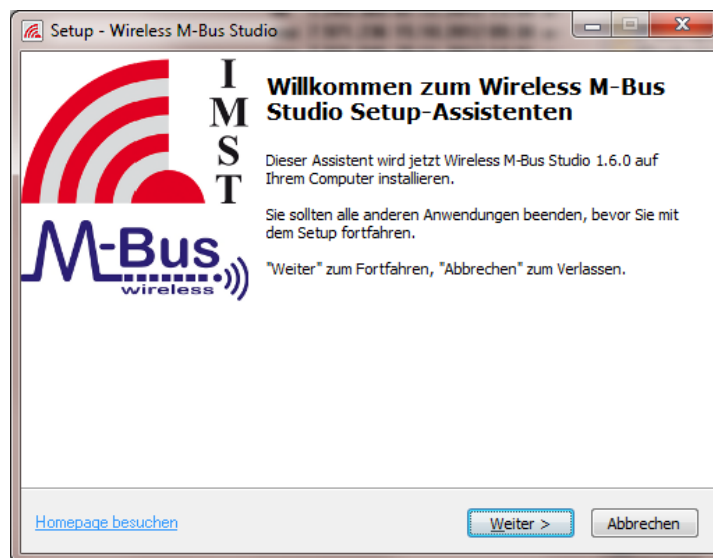 Setup - Wireless M-Bus Studio
I
M
S
T
M-Bus
wireless
Willkommen zum Wireless M-Bus
Studio Setup-Assistenten
Dieser Assistent wird jetzt Wireless M-Bus Studio 1.6.0 auf
Ihrem Computer installieren.
Sie sollten alle anderen Anwendungen beenden, bevor Sie mit
dem Setup fortfahren.
"Weiter" zum Fortfahren, "Abbrechen" zum Verlassen.
Homepage besuchen
Weiter >
Abbrechen